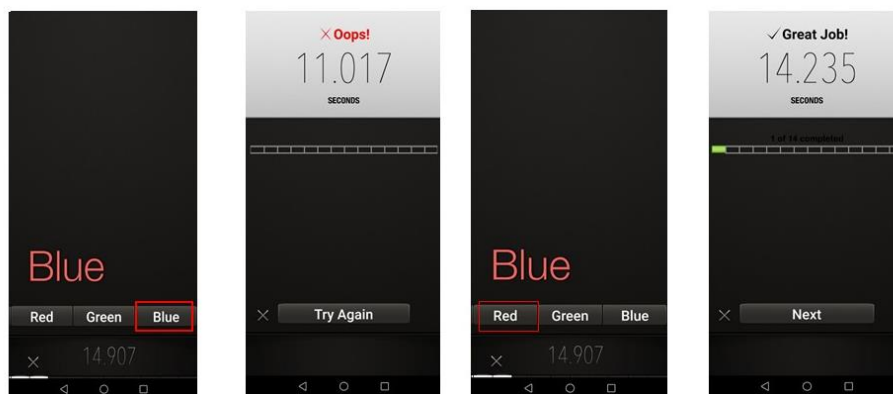 Blue
Red Green Blue
14.907
× Oops!
11.017
SECONDS
× Try Again
Blue
Red Green Blue
14.907
✓ Great Job!
14.235
SECONDS
1 of 14 completed
× Next